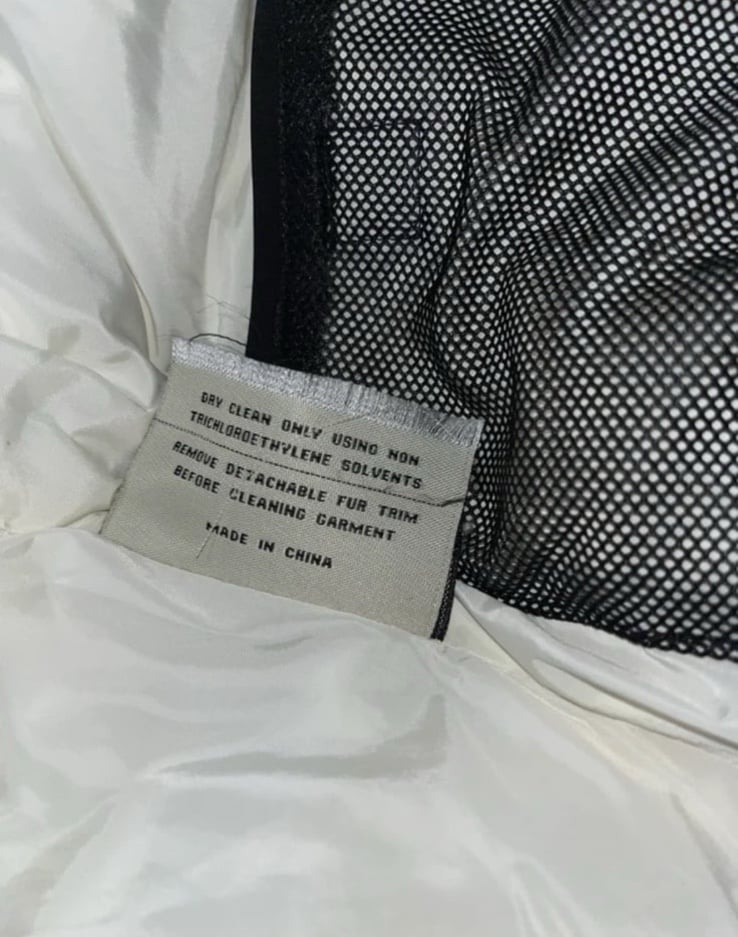 DRY CLEAN ONLY USING NON
TRICHLOROETHYLENE SOLVENTS
REMOVE DETACHABLE FUR TRIM
BEFORE CLEANING GARMENT
MADE IN CHINA